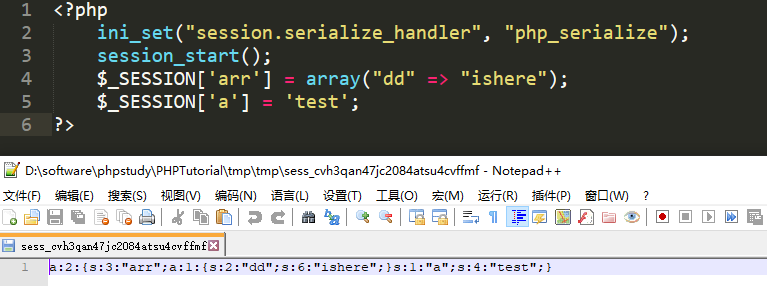 1 <?php
2 ini_set("session.serialize_handler", "php_serialize");
3 session_start();
4 $_SESSION['arr'] = array("dd" => "ishere");
5 $_SESSION['a'] = 'test';
6 ?>
D:\software\phpstudy\PHPTutorial\tmp\tmp\sess_cvh3qan47jc2084atsu4cvffmf - Notepad++
文件(F) 编辑(E) 搜索(S) 视图(V) 编码(N) 语言(L) 设置(T) 工具(O) 宏(M) 运行(R) 插件(P) 窗口(W) ?
sess_cvh3qan47jc2084atsu4cvffmf
1 a:2:{s:3:"arr";a:1:{s:2:"dd";s:6:"ishere";}s:1:"a";s:4:"test";}